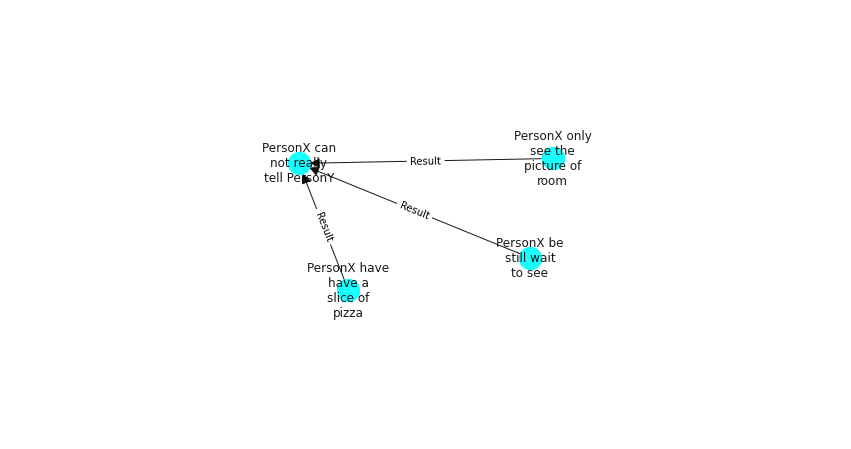 PersonX can
not really
tell PersonY
Result
PersonX only
see the
picture of
room
Result
PersonX be
still wait
to see
Result
PersonX have
have a
slice of
pizza